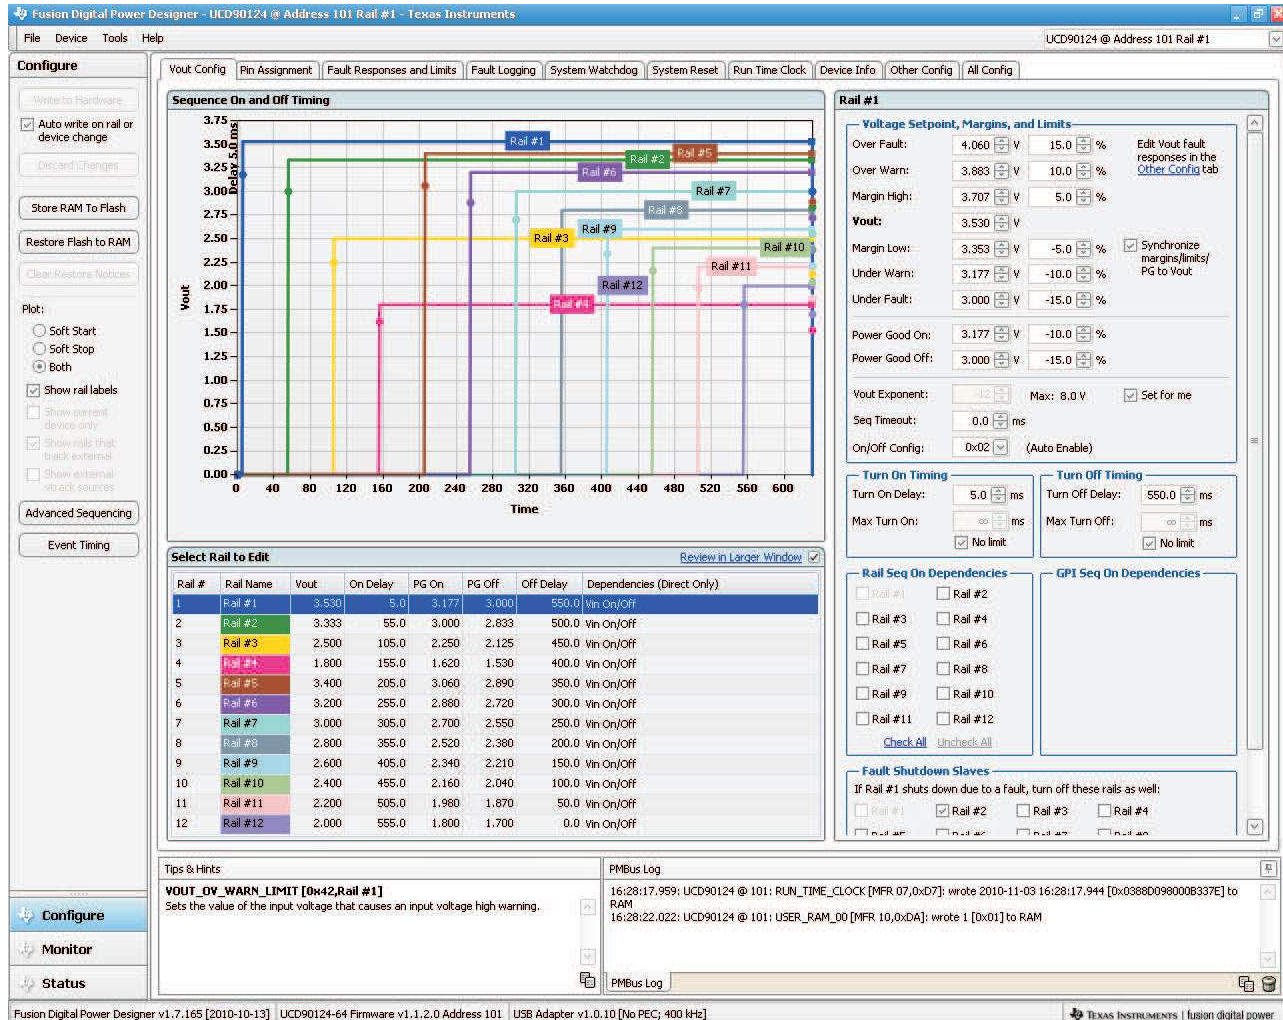 Fusion Digital Power Designer - UCD90124 @ Address 101 Rail #1 - Texas Instruments
File Device Tools Help
UCD90124 @ Address 101 Rail #1
Configure
Write to Hardware
Auto write on rail or
device change
Discard Changes
Store RAM To Flash
Restore Flash to RAM
Clear Restore Notices
Plot:
Soft Start
Soft Stop
Both
Show rail labels
Show current
device only
Show rails that
track external
Show external
vtrack sources
Advanced Sequencing
Event Timing
Configure
Monitor
Status
Vout Config Pin Assignment Fault Responses and Limits Fault Logging System Watchdog System Reset Run Time Clock Device Info Other Config All Config
Sequence On and Off Timing
Vout
3.75
3.50
3.25
3.00
2.75
2.50
2.25
2.00
1.75
1.50
1.25
1.00
0.75
0.50
0.25
0.00
Delay 5.0 ms
Rail #1
Rail #2
Rail #5
Rail #6
Rail #7
Rail #8
Rail #9
Rail #3
Rail #10
Rail #11
Rail #12
Rail #4
0 40 80 120 160 200 240 280 320 360 400 440 480 520 560 600
Time
Select Rail to Edit Review in Larger Window
Rail # Rail Name Vout On Delay PG On PG Off Off Delay Dependencies (Direct Only)
1 Rail #1 3.530 5.0 3.177 3.000 550.0 Vin On/Off
2 Rail #2 3.333 55.0 3.000 2.833 500.0 Vin On/Off
3 Rail #3 2.500 105.0 2.250 2.125 450.0 Vin On/Off
4 Rail #4 1.800 155.0 1.620 1.530 400.0 Vin On/Off
5 Rail #5 3.400 205.0 3.060 2.890 350.0 Vin On/Off
6 Rail #6 3.200 255.0 2.880 2.720 300.0 Vin On/Off
7 Rail #7 3.000 305.0 2.700 2.550 250.0 Vin On/Off
8 Rail #8 2.800 355.0 2.520 2.380 200.0 Vin On/Off
9 Rail #9 2.600 405.0 2.340 2.210 150.0 Vin On/Off
10 Rail #10 2.400 455.0 2.160 2.040 100.0 Vin On/Off
11 Rail #11 2.200 505.0 1.980 1.870 50.0 Vin On/Off
12 Rail #12 2.000 555.0 1.800 1.700 0.0 Vin On/Off
Rail #1
Voltage Setpoint, Margins, and Limits
Over Fault: 4.060 V 15.0 %
Over Warn: 3.883 V 10.0 %
Margin High: 3.707 V 5.0 %
Vout: 3.530 V
Margin Low: 3.353 V -5.0 %
Under Warn: 3.177 V -10.0 %
Under Fault: 3.000 V -15.0 %
Edit Vout fault
responses in the
Other Config tab
Synchronize
margins/limits/
PG to Vout
Power Good On: 3.177 V -10.0 %
Power Good Off: 3.000 V -15.0 %
Vout Exponent: -12 Max: 8.0 V Set for me
Seq Timeout: 0.0 ms
On/Off Config: 0x02 (Auto Enable)
Turn On Timing
Turn On Delay: 5.0 ms
Max Turn On: ∞ ms
No limit
Turn Off Timing
Turn Off Delay: 550.0 ms
Max Turn Off: ∞ ms
No limit
Rail Seq On Dependencies
Rail #1 Rail #2
Rail #3 Rail #4
Rail #5 Rail #6
Rail #7 Rail #8
Rail #9 Rail #10
Rail #11 Rail #12
Check All Uncheck All
GPI Seq On Dependencies
Fault Shutdown Slaves
If Rail #1 shuts down due to a fault, turn off these rails as well:
Rail #1 Rail #2 Rail #3 Rail #4
Tips & Hints
VOUT_OV_WARN_LIMIT [0x42,Rail #1]
Sets the value of the input voltage that causes an input voltage high warning.
PMBus Log
16:28:17.959: UCD90124 @ 101: RUN_TIME_CLOCK [MFR 07,0xD7]: wrote 2010-11-03 16:28:17.944 [0x0388D098000B337E] to
RAM
16:28:22.022: UCD90124 @ 101: USER_RAM_00 [MFR 10,0xDA]: wrote 1 [0x01] to RAM
PMBus Log
Fusion Digital Power Designer v1.7.165 [2010-10-13] UCD90124-64 Firmware v1.1.2.0 Address 101 USB Adapter v1.0.10 [No PEC; 400 kHz]
TEXAS INSTRUMENTS | fusion digital power